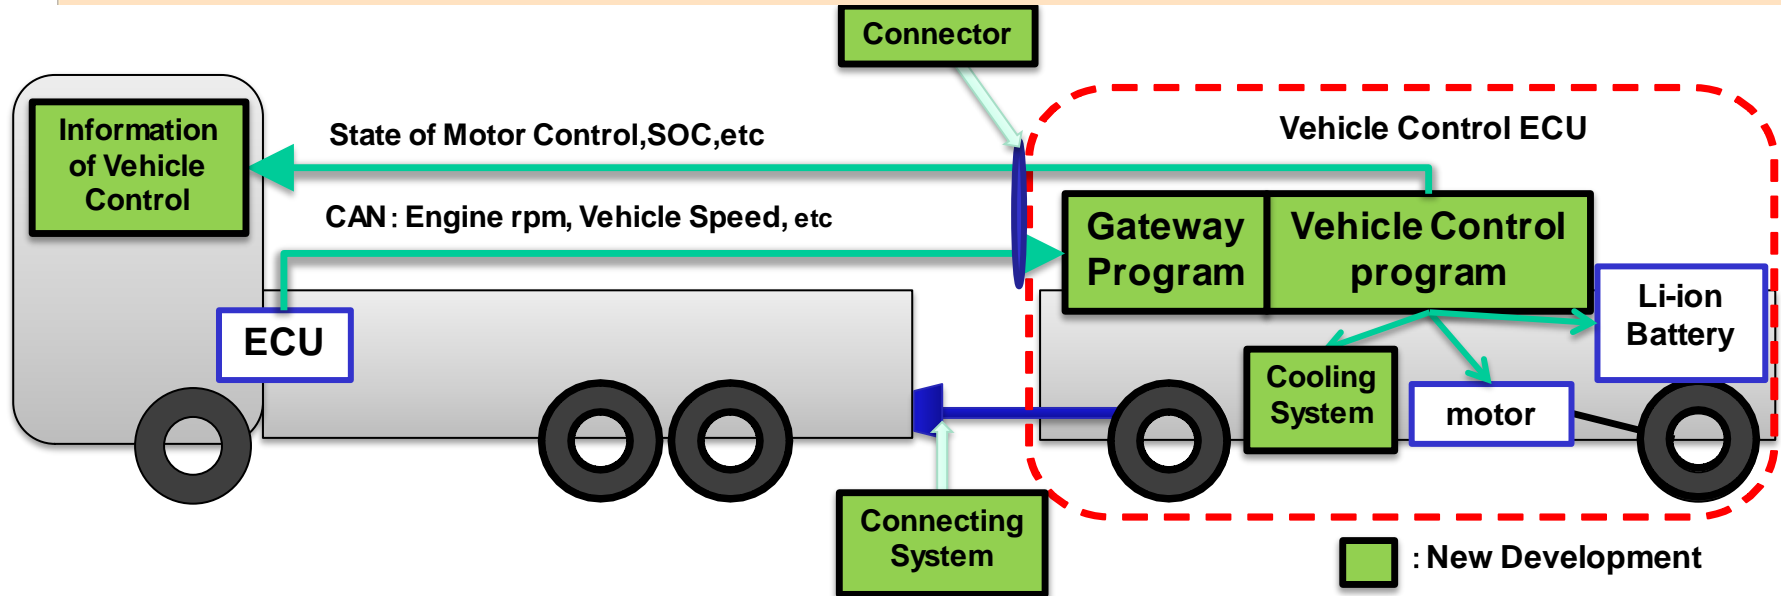 Connector
Information
of Vehicle
Control
State of Motor Control,SOC,etc
Vehicle Control ECU
CAN: Engine rpm, Vehicle Speed, etc
Gateway
Program
Vehicle Control
program
Li-ion
Battery
ECU
Cooling
System
motor
Connecting
System
: New Development